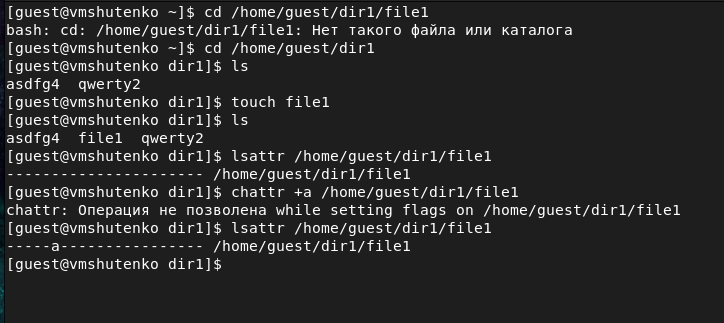 [guest@vmshutenko ~]$ cd /home/guest/dir1/file1
bash: cd: /home/guest/dir1/file1: Нет такого файла или каталога
[guest@vmshutenko ~]$ cd /home/guest/dir1
[guest@vmshutenko dir1]$ ls
asdfg4  qwerty2
[guest@vmshutenko dir1]$ touch file1
[guest@vmshutenko dir1]$ ls
asdfg4  file1  qwerty2
[guest@vmshutenko dir1]$ lsattr /home/guest/dir1/file1
---------------------- /home/guest/dir1/file1
[guest@vmshutenko dir1]$ chattr +a /home/guest/dir1/file1
chattr: Операция не позволена while setting flags on /home/guest/dir1/file1
[guest@vmshutenko dir1]$ lsattr /home/guest/dir1/file1
-----a---------------- /home/guest/dir1/file1
[guest@vmshutenko dir1]$